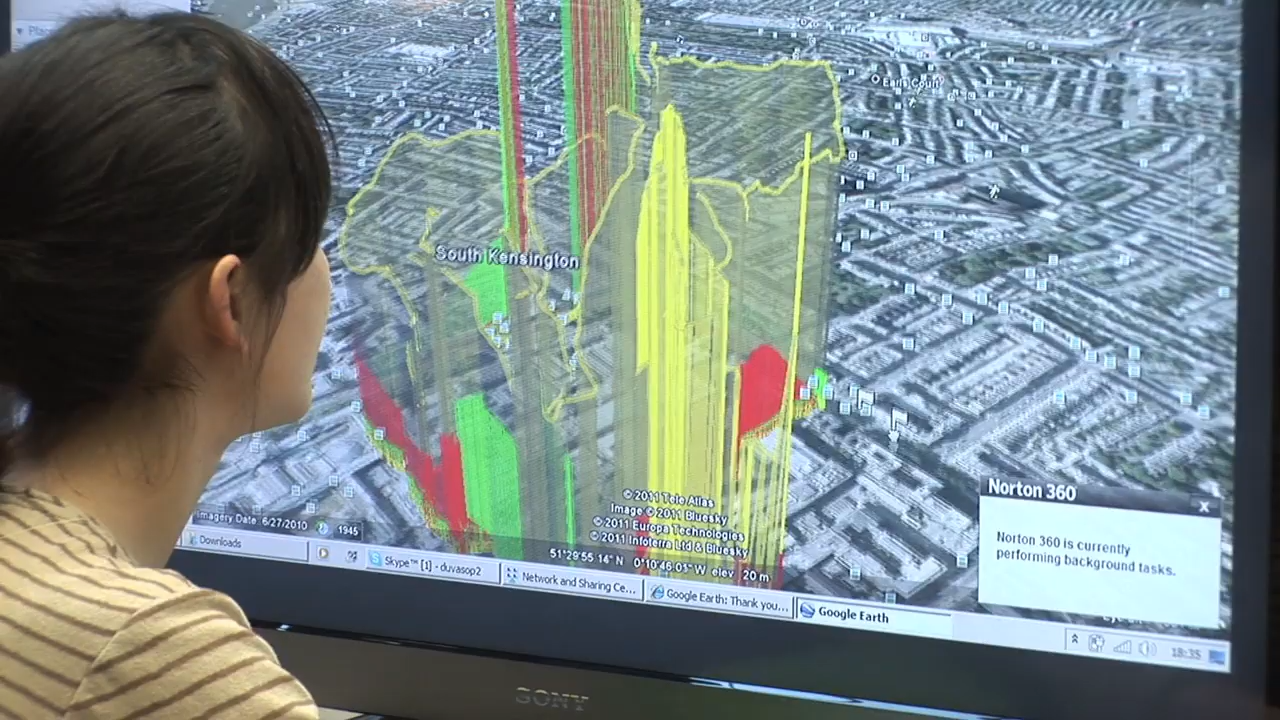 Earls Court
South Kensington
© 2011 Tele Atlas
Image © 2011 Bluesky
© 2011 Europa Technologies
© 2011 Infoterra Ltd & Bluesky
Imagery Date: 6/27/2010 1945
51°29'55.14" N 0°10'46.05" W elev 20 m
Norton 360
X
Norton 360 is currently
performing background tasks.
Downloads
Skype™ [1] - duvasop2
Network and Sharing Ce...
Google Earth: Thank you...
Google Earth
18:35
SONY